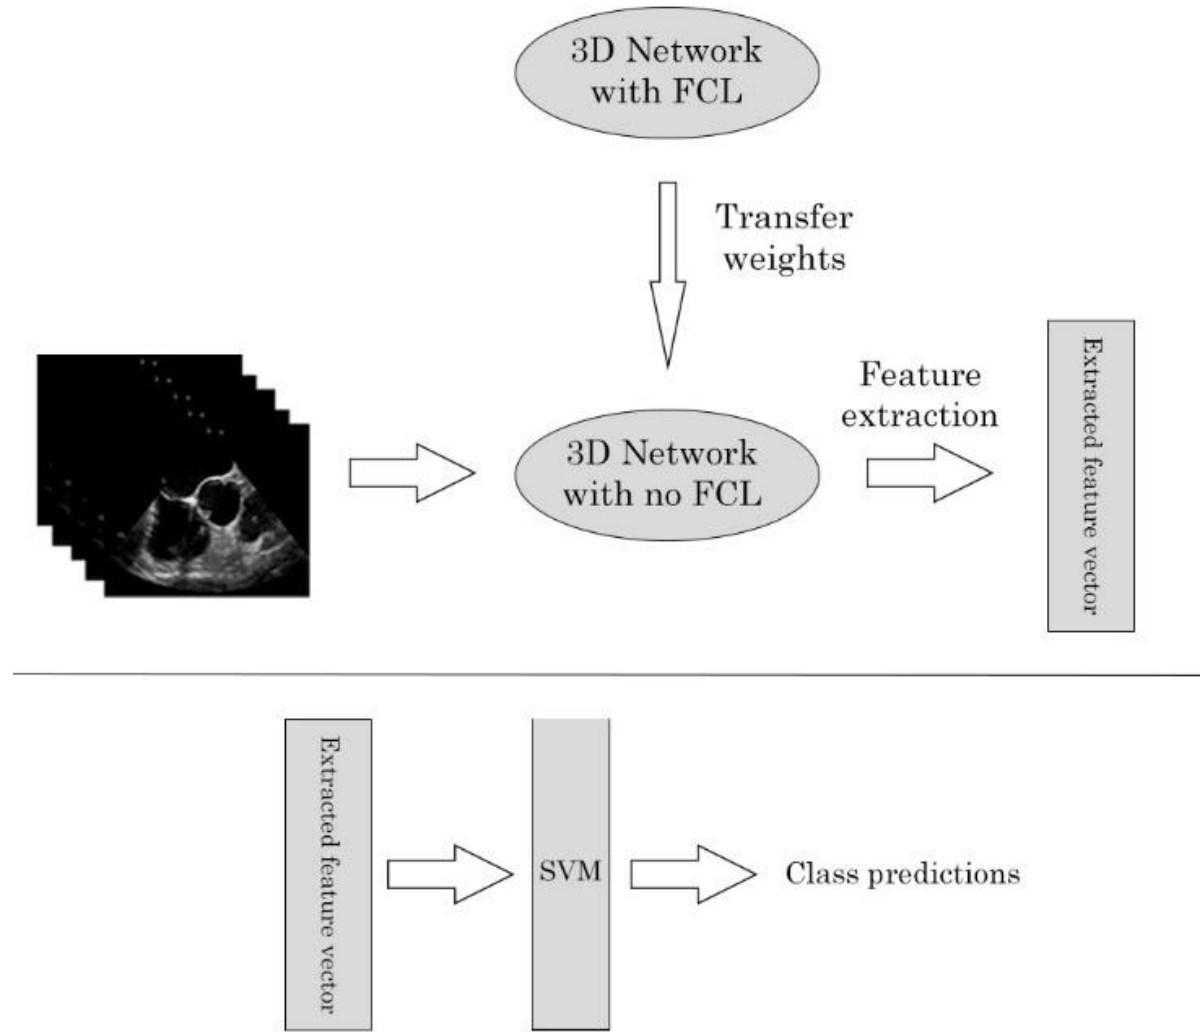 3D Network
with FCL
Transfer
weights
Feature
extraction
3D Network
with no FCL
Extracted feature vector
Extracted feature vector
SVM
Class predictions